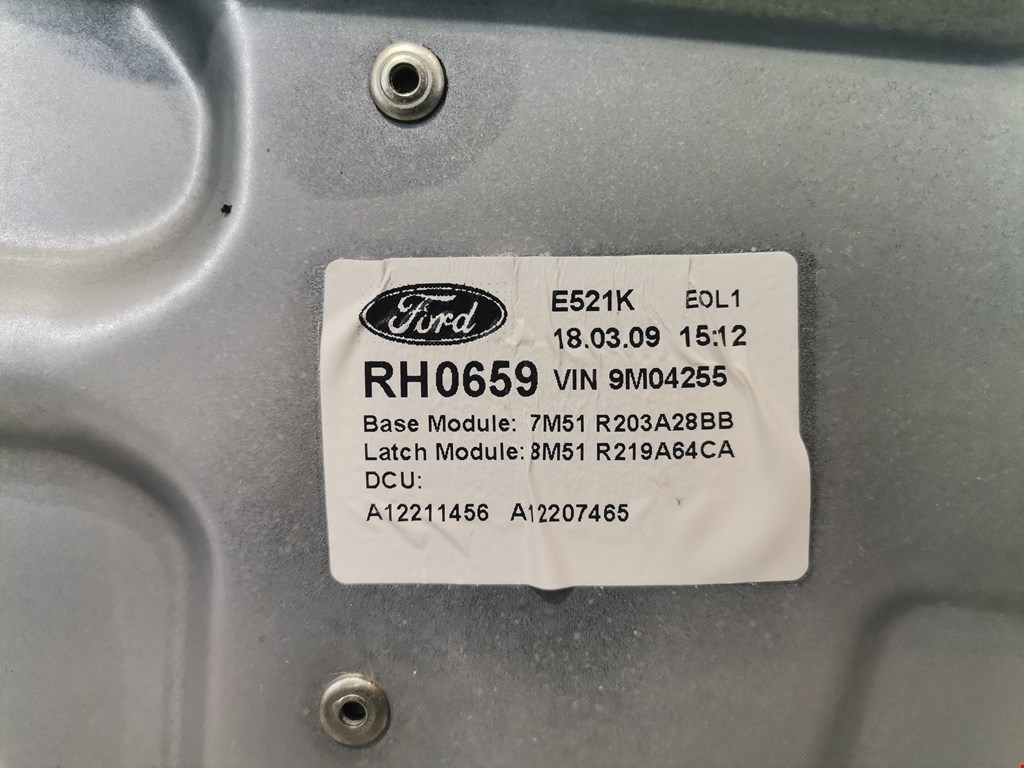 Ford
E521K EOL1
18.03.09 15:12
RH0659 VIN 9M04255
Base Module: 7M51 R203A28BB
Latch Module: 8M51 R219A64CA
DCU:
A12211456 A12207465